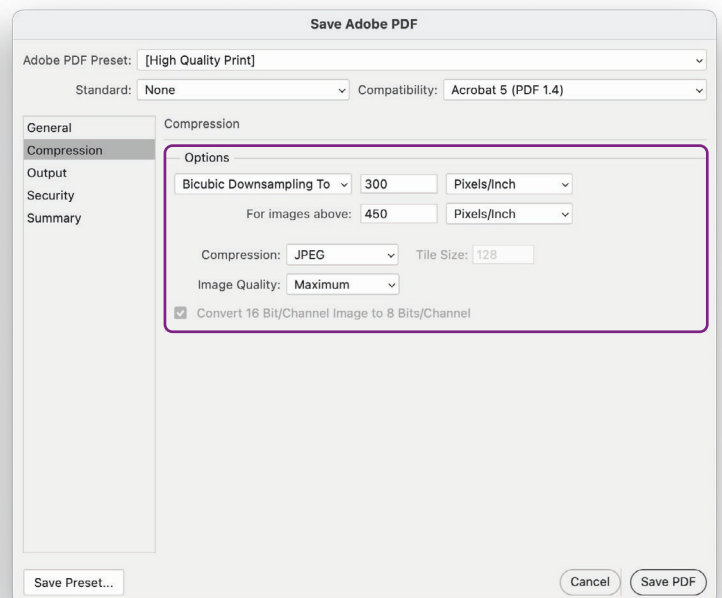 Save Adobe PDF
Adobe PDF Preset: [High Quality Print]
Standard: None Compatibility: Acrobat 5 (PDF 1.4)
General
Compression
Output
Security
Summary
Compression
Options
Bicubic Downsampling To 300 Pixels/Inch
For images above: 450 Pixels/Inch
Compression: JPEG Tile Size: 128
Image Quality: Maximum
Convert 16 Bit/Channel Image to 8 Bits/Channel
Save Preset... Cancel Save PDF